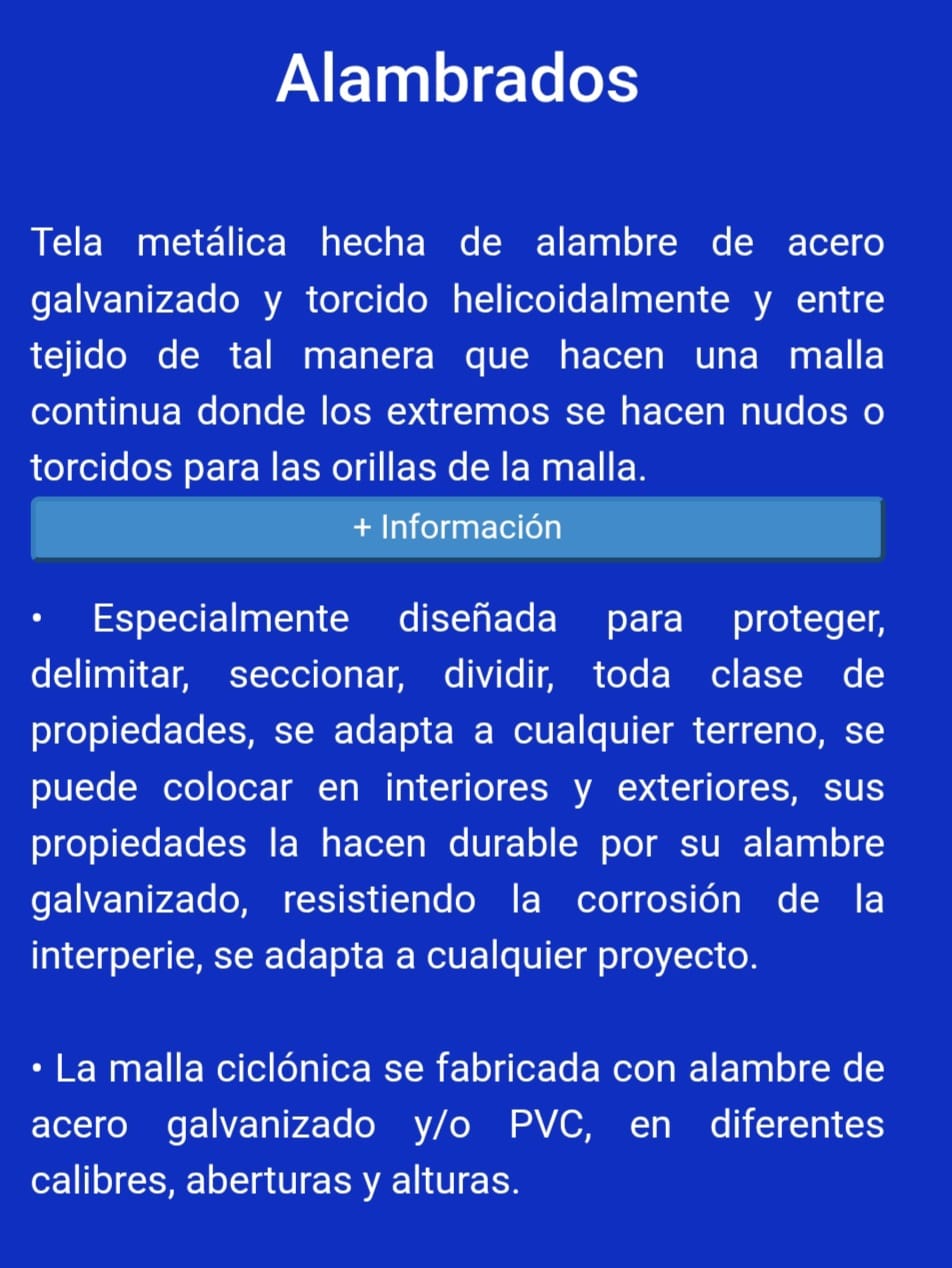 Alambrados
Tela metálica hecha de alambre de acero
galvanizado y torcido helicoidalmente y entre
tejido de tal manera que hacen una malla
continua donde los extremos se hacen nudos o
torcidos para las orillas de la malla.
+ Información
• Especialmente diseñada para proteger,
delimitar, seccionar, dividir, toda clase de
propiedades, se adapta a cualquier terreno, se
puede colocar en interiores y exteriores, sus
propiedades la hacen durable por su alambre
galvanizado, resistiendo la corrosión de la
interperie, se adapta a cualquier proyecto.
• La malla ciclónica se fabricada con alambre de
acero galvanizado y/o PVC, en diferentes
calibres, aberturas y alturas.